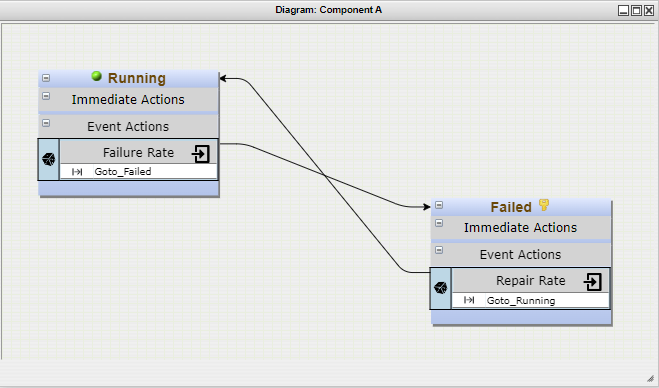 Diagram: Component A
Running
Immediate Actions
Event Actions
Failure Rate
Goto_Failed
Failed
Immediate Actions
Event Actions
Repair Rate
Goto_Running